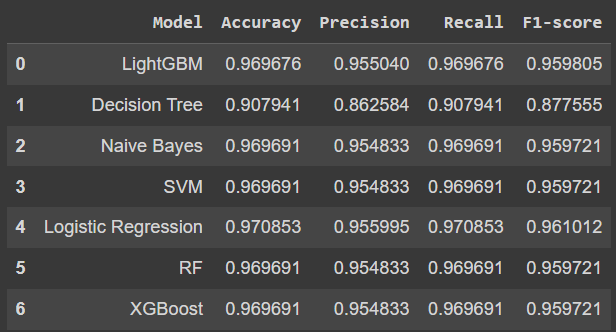 Model Accuracy Precision Recall F1-score
0 LightGBM 0.969676 0.955040 0.969676 0.959805
1 Decision Tree 0.907941 0.862584 0.907941 0.877555
2 Naive Bayes 0.969691 0.954833 0.969691 0.959721
3 SVM 0.969691 0.954833 0.969691 0.959721
4 Logistic Regression 0.970853 0.955995 0.970853 0.961012
5 RF 0.969691 0.954833 0.969691 0.959721
6 XGBoost 0.969691 0.954833 0.969691 0.959721